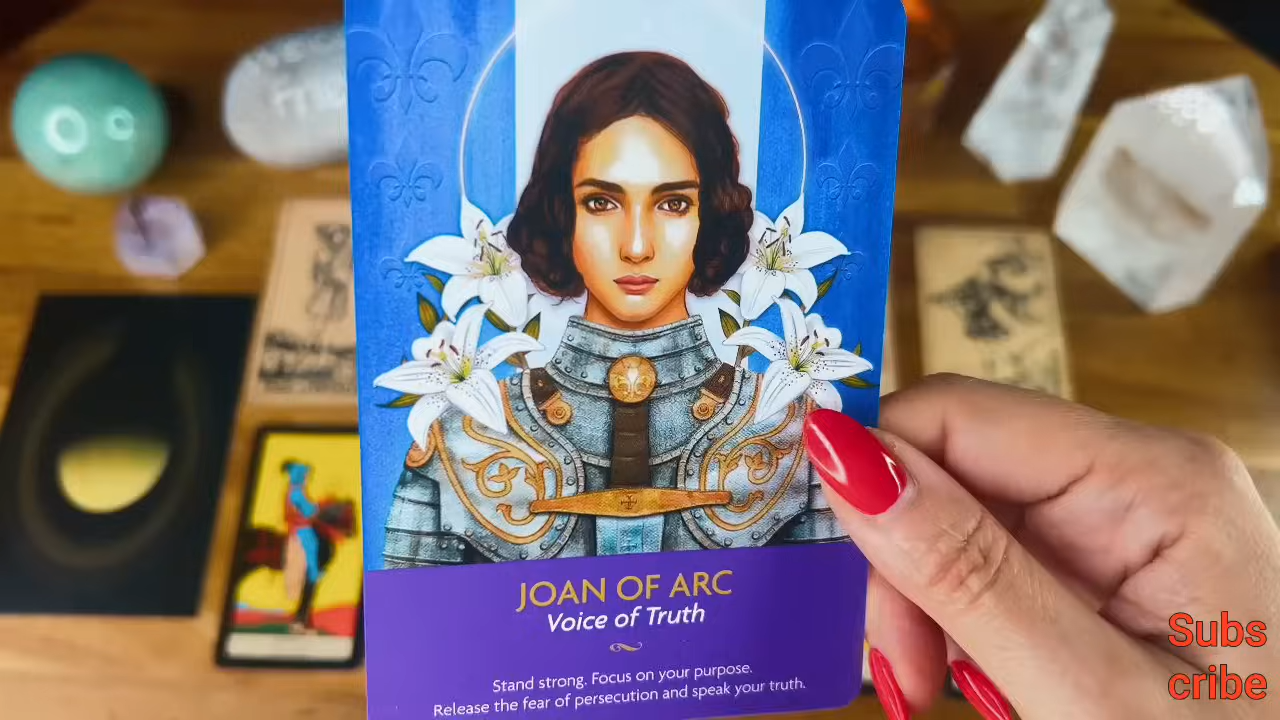 JOAN OF ARC
Voice of Truth
Stand strong. Focus on your purpose.
Release the fear of persecution and speak your truth.
Subs
cribe